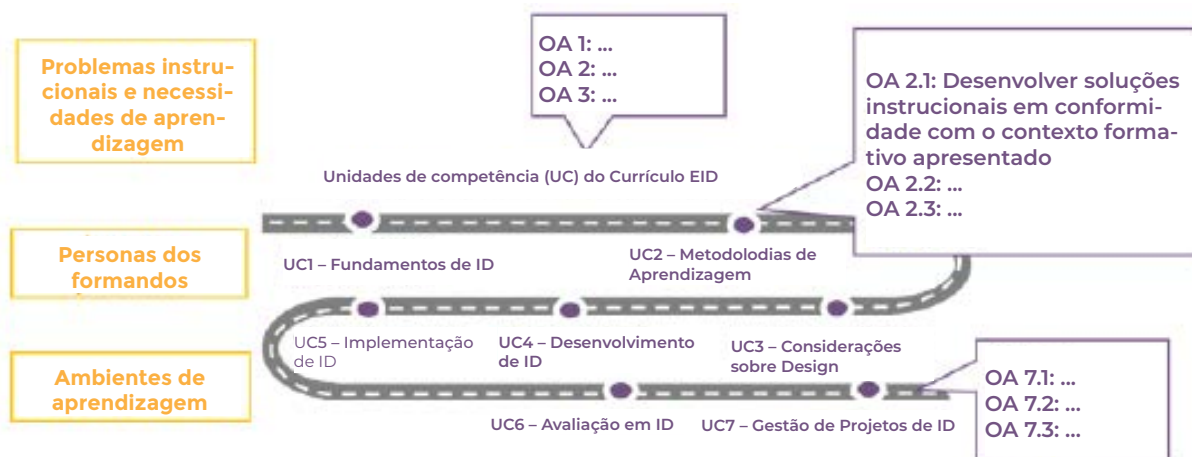 Problemas instru-
cionais e necessi-
dades de apren-
dizagem
OA 1: ...
OA 2: ...
OA 3: ...
OA 2.1: Desenvolver soluções
instrucionais em conformi-
dade com o contexto forma-
tivo apresentado
OA 2.2: ...
OA 2.3: ...
Unidades de competência (UC) do Currículo EID
Personas dos
formandos
UC1 – Fundamentos de ID
UC2 – Metodolodias de
Aprendizagem
UC5 – Implementação
de ID
UC4 – Desenvolvimento
de ID
UC3 – Considerações
sobre Design
Ambientes de
aprendizagem
OA 7.1: ...
OA 7.2: ...
OA 7.3: ...
UC6 – Avaliação em ID
UC7 – Gestão de Projetos de ID